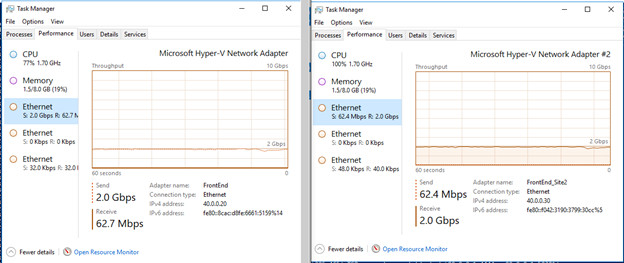 Task Manager
File Options View
Processes Performance Users Details Services
CPU
77% 1.70 GHz
Memory
1.5/8.0 GB (19%)
Ethernet
S: 2.0 Gbps R: 62.7 M
Ethernet
S: 0 Kbps R: 0 Kbps
Ethernet
S: 32.0 Kbps R: 32.0
Microsoft Hyper-V Network Adapter
Throughput 10 Gbps
2 Gbps
60 seconds 0
Send
2.0 Gbps
Receive
62.7 Mbps
Adapter name: FrontEnd
Connection type: Ethernet
IPv4 address: 40.0.0.20
IPv6 address: fe80::8cac:d8fe:6661:5159%14
Fewer details Open Resource Monitor
Task Manager
File Options View
Processes Performance Users Details Services
CPU
100% 1.70 GHz
Memory
1.5/8.0 GB (19%)
Ethernet
S: 62.4 Mbps R: 2.0 Gbps
Ethernet
S: 0 Kbps R: 0 Kbps
Ethernet
S: 48.0 Kbps R: 40.0 Kbps
Microsoft Hyper-V Network Adapter #2
Throughput 10 Gbps
2 Gbps
60 seconds 0
Send
62.4 Mbps
Receive
2.0 Gbps
Adapter name: FrontEnd_Site2
Connection type: Ethernet
IPv4 address: 40.0.0.30
IPv6 address: fe80::f042:3190:3799:30cc%5
Fewer details Open Resource Monitor